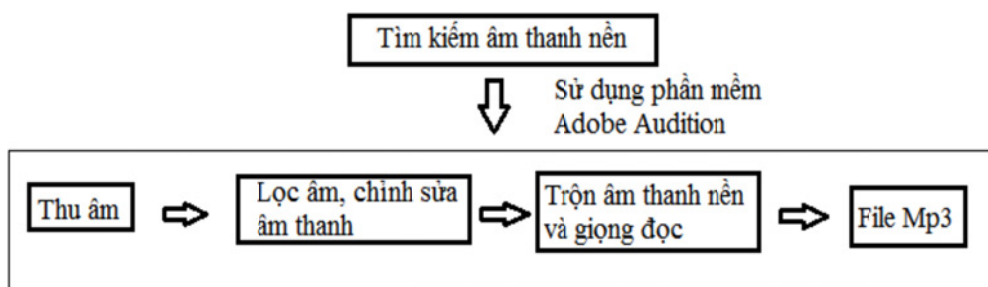 Tìm kiếm âm thanh nền
Sử dụng phần mềm
Adobe Audition
Thu âm
Lọc âm, chỉnh sửa
âm thanh
Trộn âm thanh nền
và giọng đọc
File Mp3